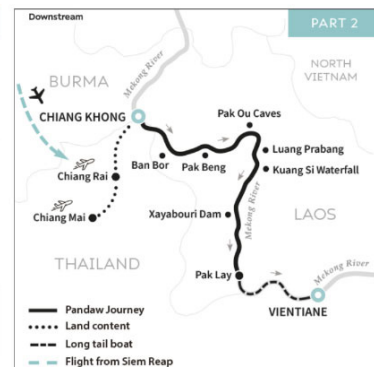 Downstream
PART 2
Mekong River
BURMA
NORTH
VIETNAM
CHIANG KHONG
Pak Ou Caves
Luang Prabang
Ban Bor
Pak Beng
Kuang Si Waterfall
Chiang Rai
Chiang Mai
Xayabouri Dam
Mekong River
LAOS
THAILAND
Pak Lay
Mekong River
VIENTIANE
Pandaw Journey
Land content
Long tail boat
Flight from Siem Reap